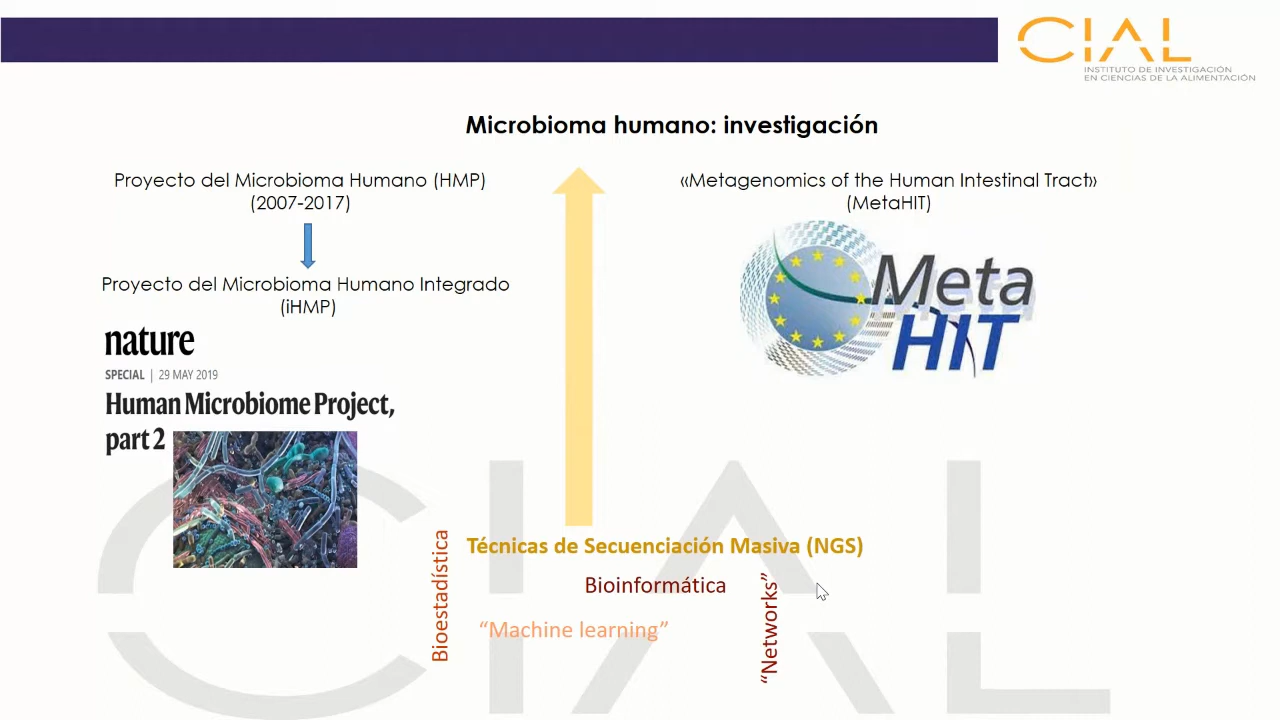 CIAL
INSTITUTO DE INVESTIGACIÓN
EN CIENCIAS DE LA ALIMENTACIÓN
Microbioma humano: investigación
Proyecto del Microbioma Humano (HMP)
(2007-2017)
Proyecto del Microbioma Humano Integrado
(iHMP)
nature
SPECIAL | 29 MAY 2019
Human Microbiome Project,
part 2
«Metagenomics of the Human Intestinal Tract»
(MetaHIT)
Meta
HIT
Técnicas de Secuenciación Masiva (NGS)
Bioestadística
Bioinformática
"Machine learning"
"Networks"
CIAL